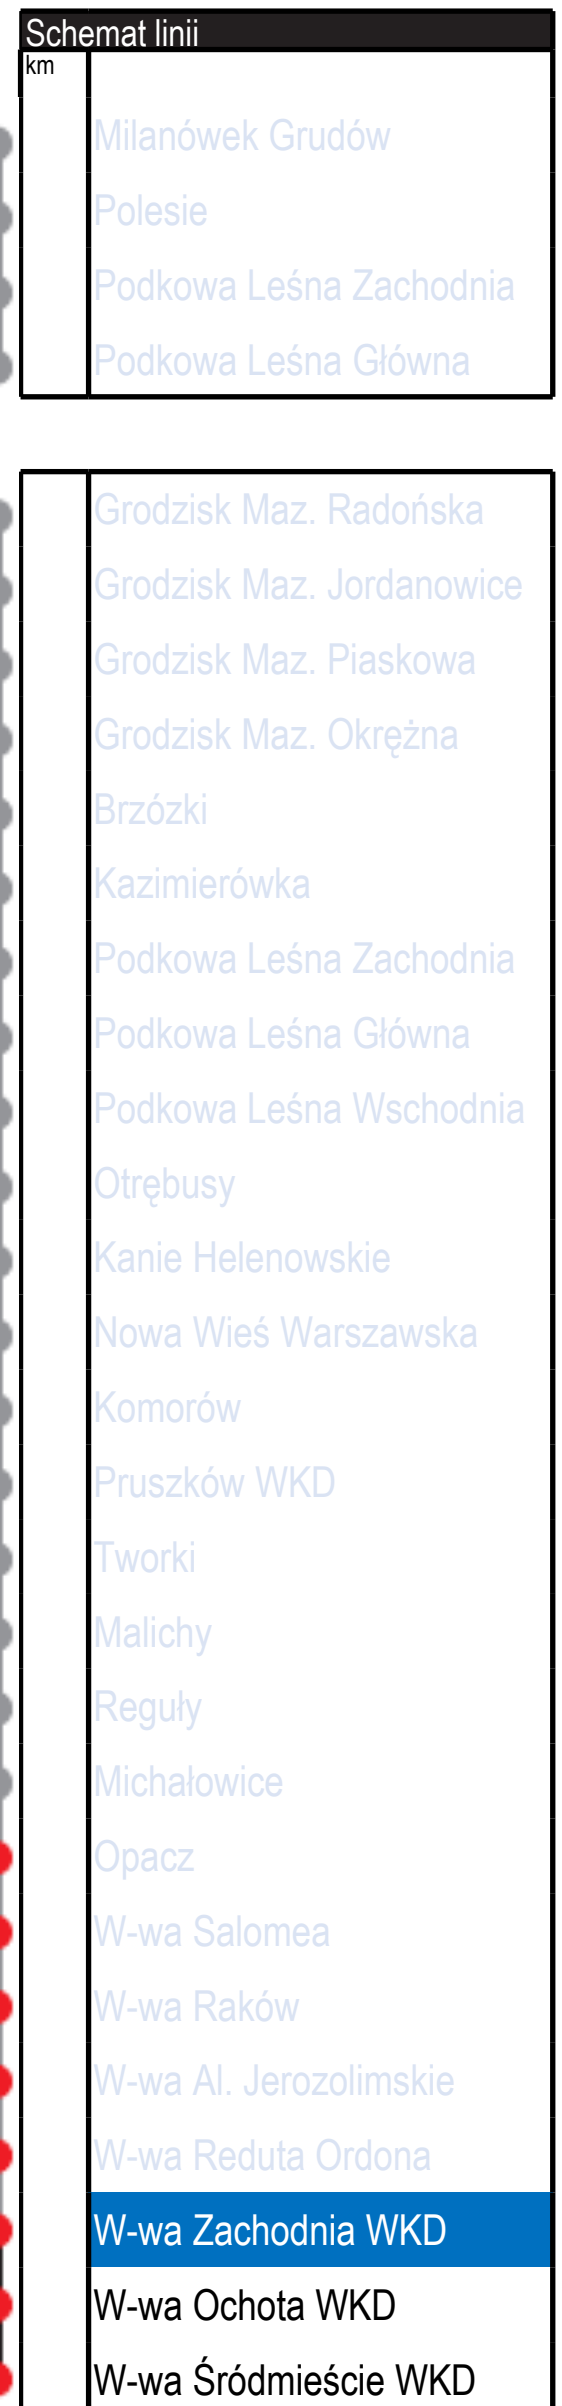 Schemat linii
km
Milanówek Grudów
Polesie
Podkowa Leśna Zachodnia
Podkowa Leśna Główna
Grodzisk Maz. Radońska
Grodzisk Maz. Jordanowice
Grodzisk Maz. Piaskowa
Grodzisk Maz. Okrężna
Brzózki
Kazimierówka
Podkowa Leśna Zachodnia
Podkowa Leśna Główna
Podkowa Leśna Wschodnia
Otrębusy
Kanie Helenowskie
Nowa Wieś Warszawska
Komorów
Pruszków WKD
Tworki
Malichy
Reguły
Michałowice
Opacz
W-wa Salomea
W-wa Raków
W-wa Al. Jerozolimskie
W-wa Reduta Ordona
W-wa Zachodnia WKD
W-wa Ochota WKD
W-wa Śródmieście WKD